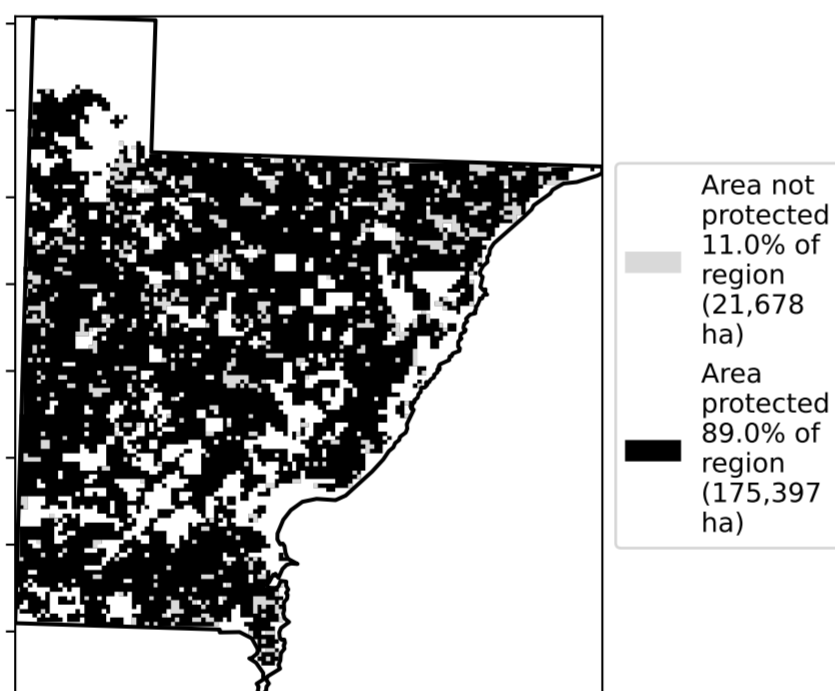 Area not
protected
11.0% of
region
(21,678
ha)
Area
protected
89.0% of
region
(175,397
ha)